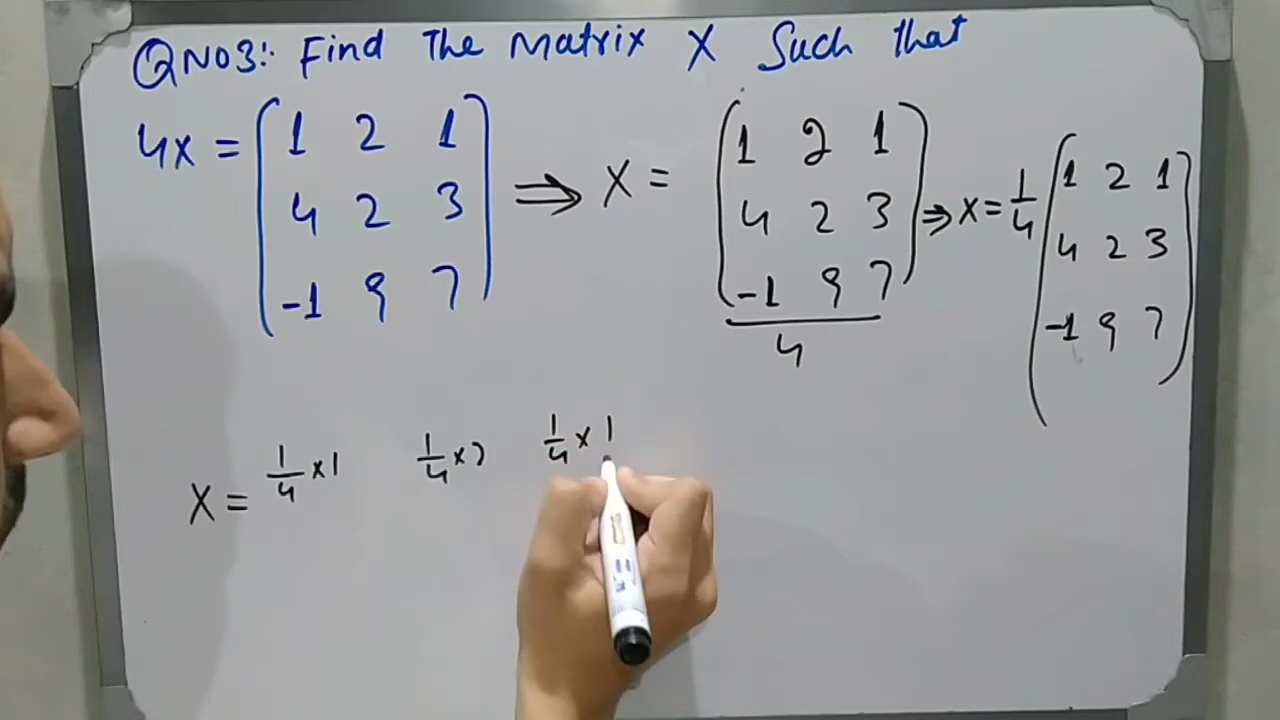 QNO3: Find The Matrix X Such that
4x = (1 2 1 ⇒ X = (1 2 1 ⇒ x = 1/4 (1 2 1
4 2 3 4 2 3 4 2 3
-1 9 7) -1 9 7) -1 9 7)
4
X = 1/4 × 1 1/4 × 2 1/4 × 1